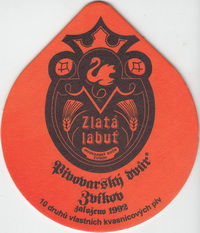 Zlatá
labuť
Pivovarský dvůr
Zvíkov
založeno 1992
10 druhů vlastních kvasnicových piv